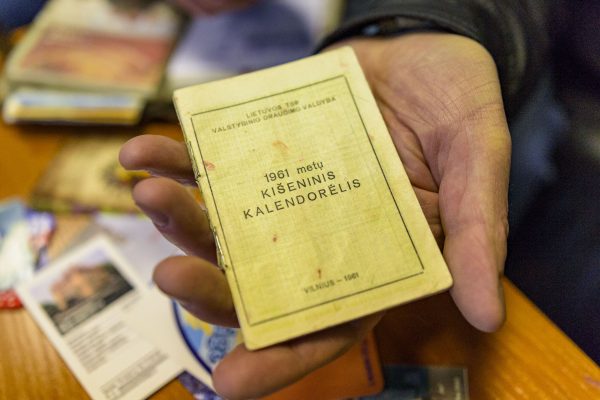 LIETUVOS TSR
VALSTYBINIO DRAUDIMO VALDYBA
1961 metų
KIŠENINIS
KALENDORĖLIS
VILNIUS – 1961